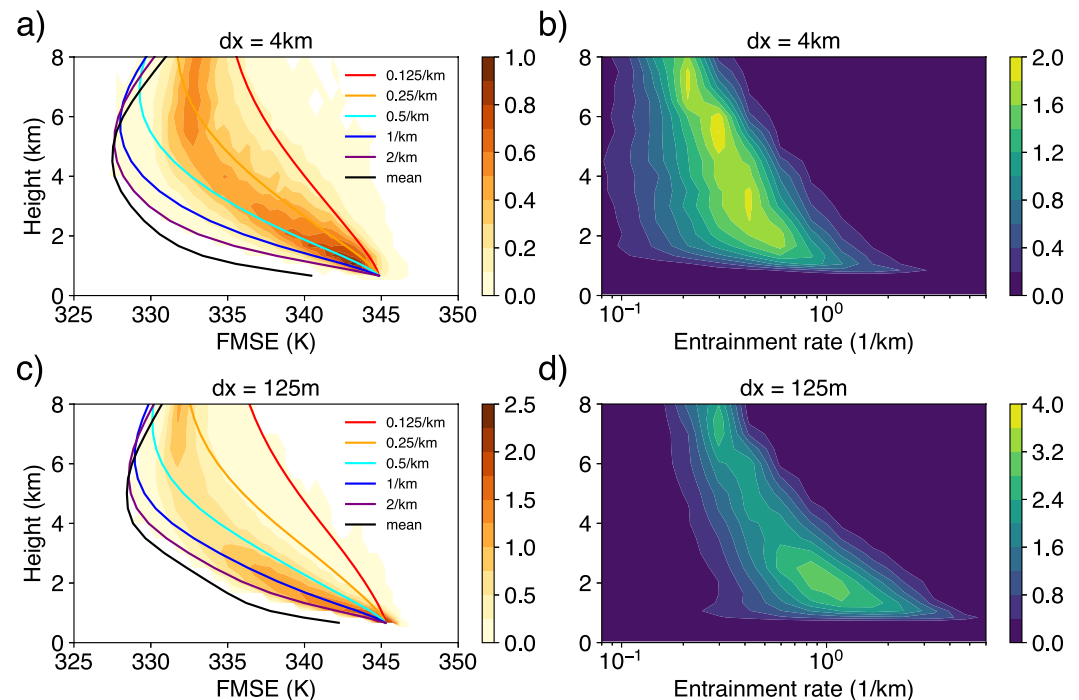 a)
dx = 4km
8
6
4
2
0
Height (km)
0.125/km
0.25/km
0.5/km
1/km
2/km
mean
325 330 335 340 345 350
FMSE (K)
1.0
0.8
0.6
0.4
0.2
0.0
b)
dx = 4km
8
6
4
2
0
10⁻¹ 10⁰
Entrainment rate (1/km)
2.0
1.6
1.2
0.8
0.4
0.0
c)
dx = 125m
8
6
4
2
0
Height (km)
0.125/km
0.25/km
0.5/km
1/km
2/km
mean
325 330 335 340 345 350
FMSE (K)
2.5
2.0
1.5
1.0
0.5
0.0
d)
dx = 125m
8
6
4
2
0
10⁻¹ 10⁰
Entrainment rate (1/km)
4.0
3.2
2.4
1.6
0.8
0.0